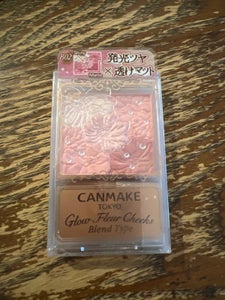 発光ツヤ
×透けマット
CANMAKE
TOKYO
Glow Fleur Cheeks
Blend Type